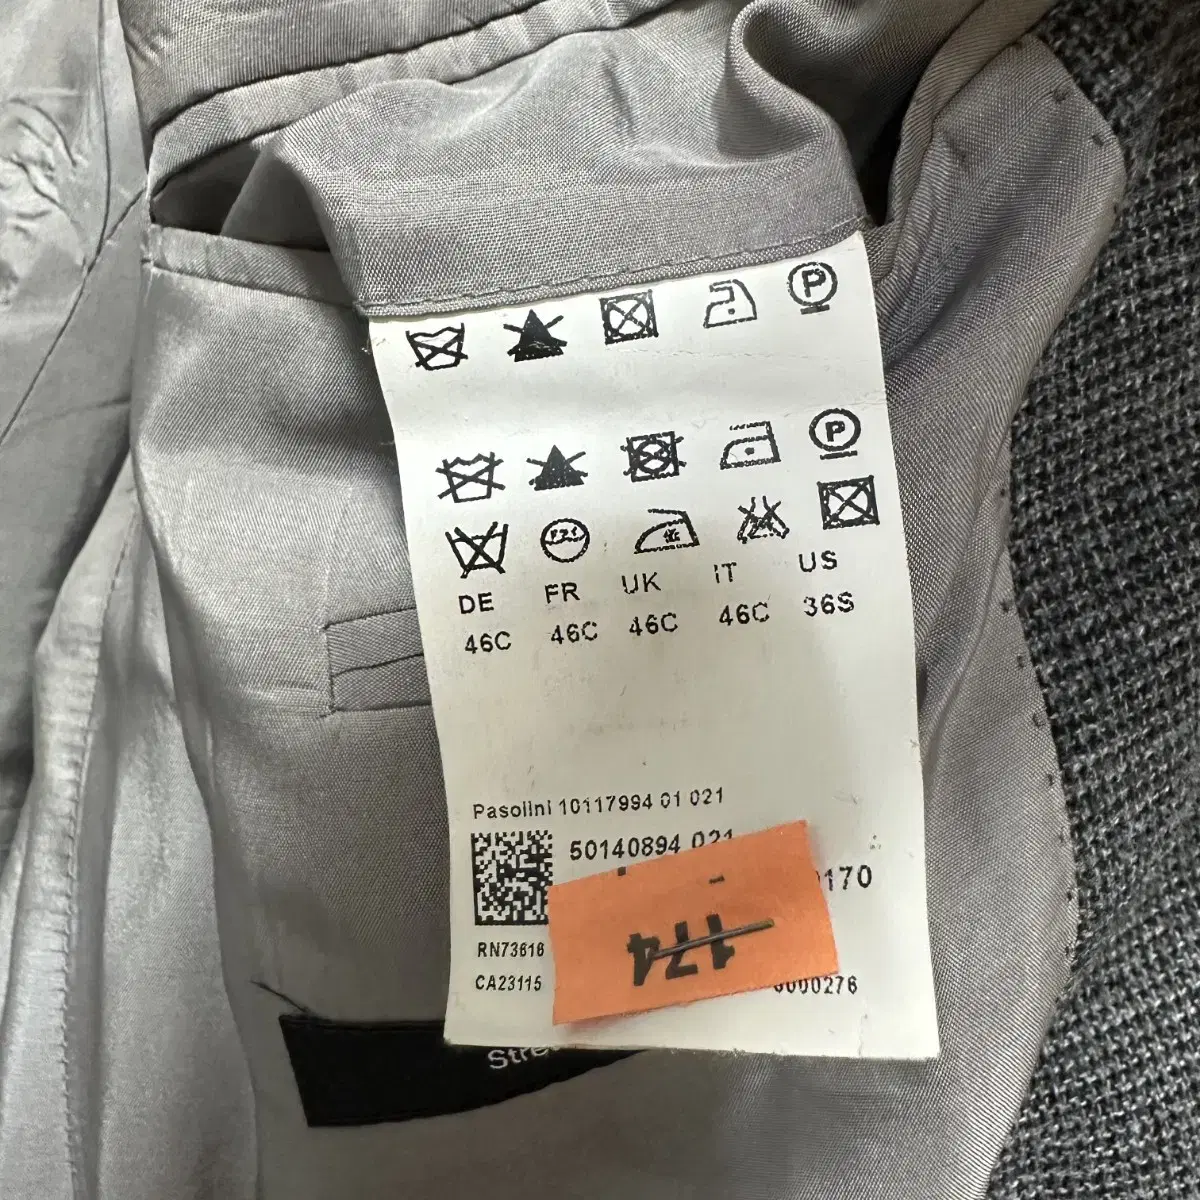 P
P
DE FR UK IT US
46C 46C 46C 46C 36S
Pasolini 10117994 01 021
50140894 021
0170
174
RN73616
CA23115
0000276